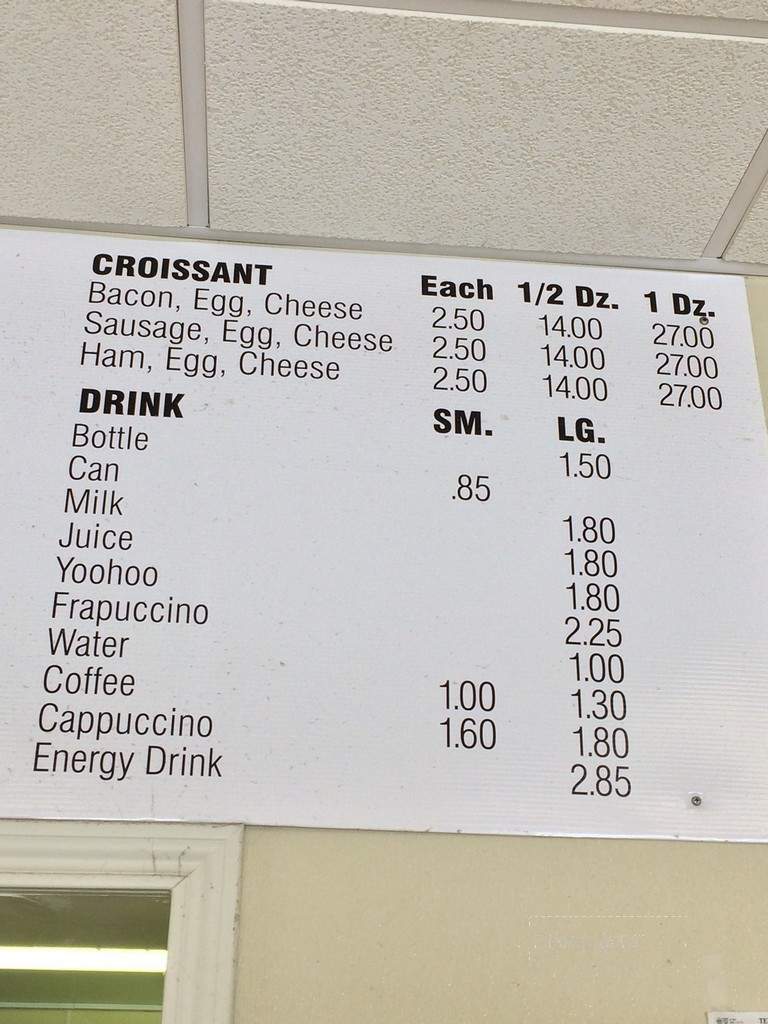 CROISSANT Each 1/2 Dz. 1 Dz.
Bacon, Egg, Cheese 2.50 14.00 27.00
Sausage, Egg, Cheese 2.50 14.00 27.00
Ham, Egg, Cheese 2.50 14.00 27.00
DRINK SM. LG.
Bottle 1.50
Can .85
Milk 1.80
Juice 1.80
Yoohoo 1.80
Frapuccino 2.25
Water 1.00
Coffee 1.00 1.30
Cappuccino 1.60 1.80
Energy Drink 2.85